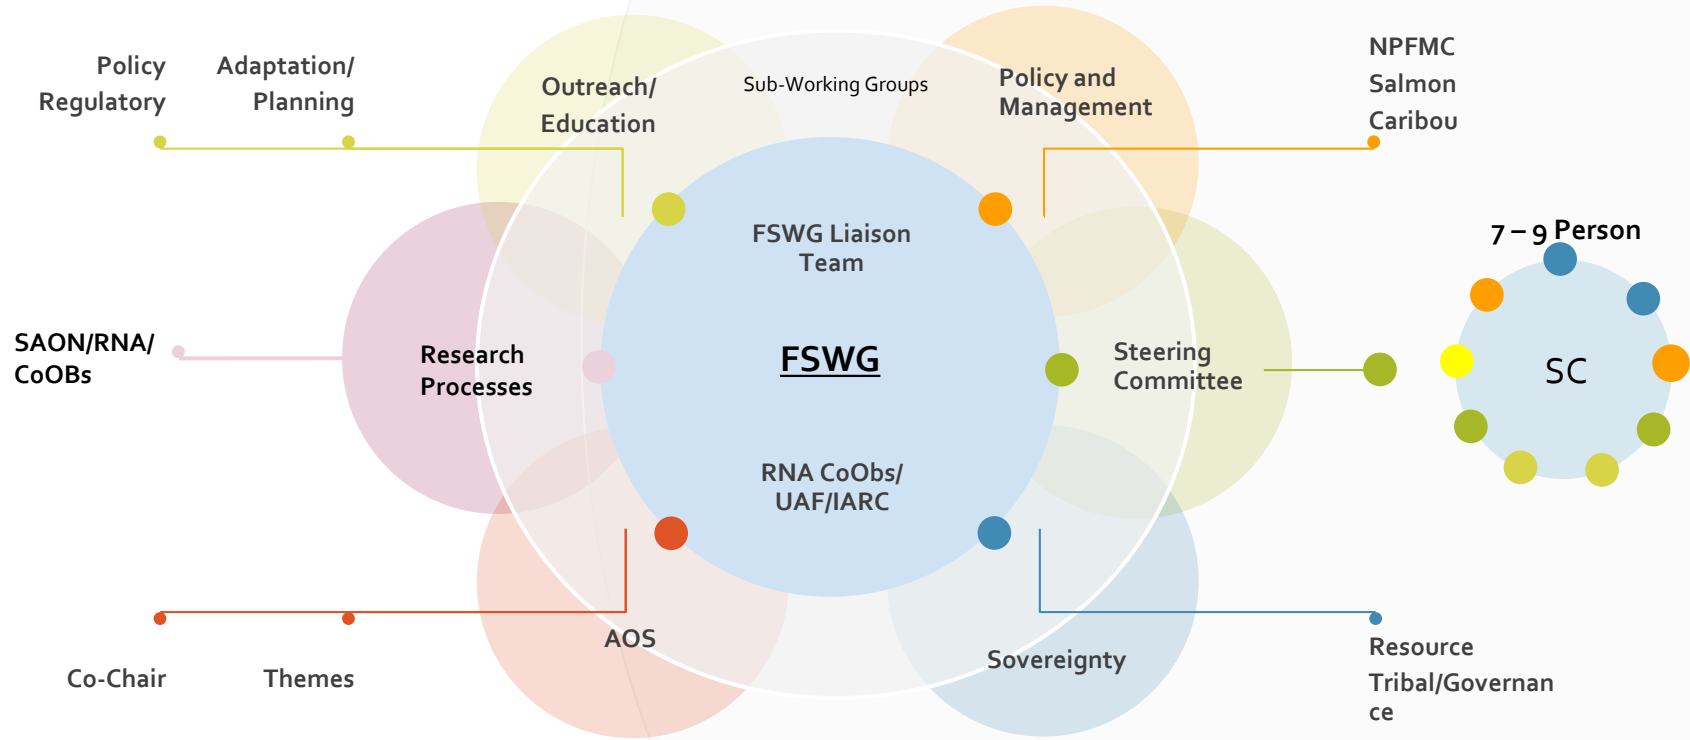 Policy
Regulatory
Adaptation/
Planning
Outreach/
Education
Sub-Working Groups
Policy and
Management
NPFMC
Salmon
Caribou
7 – 9 Person
SC
FSWG Liaison
Team
SAON/RNA/
CoOBs
Research
Processes
FSWG
Steering
Committee
RNA CoObs/
UAF/IARC
AOS
Co-Chair
Themes
Sovereignty
Resource
Tribal/Governan
ce